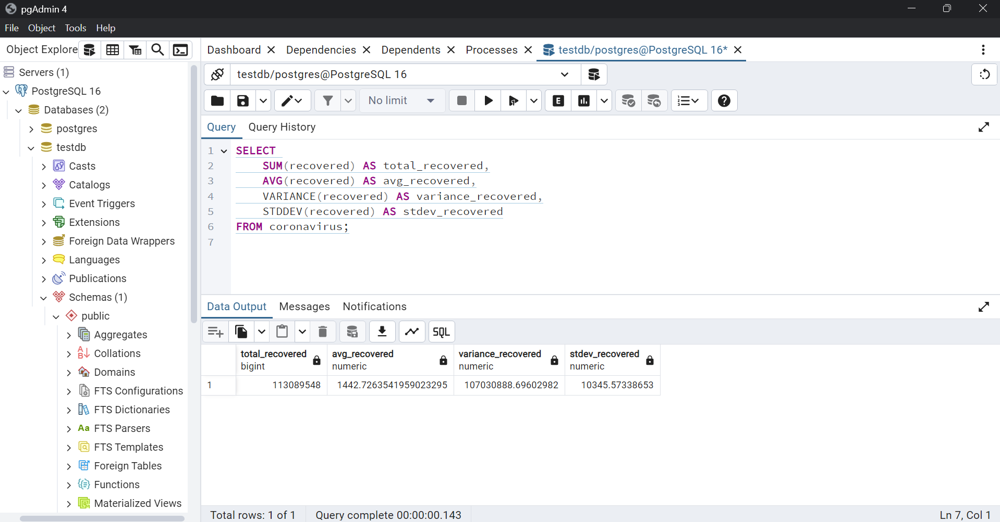 pgAdmin 4
File Object Tools Help
Object Explore
Dashboard Dependencies Dependents Processes testdb/postgres@PostgreSQL 16*
Servers (1)
PostgreSQL 16
Databases (2)
postgres
testdb
Casts
Catalogs
Event Triggers
Extensions
Foreign Data Wrappers
Languages
Publications
Schemas (1)
public
Aggregates
Collations
Domains
FTS Configurations
FTS Dictionaries
Aa FTS Parsers
FTS Templates
Foreign Tables
Functions
Materialized Views
testdb/postgres@PostgreSQL 16
No limit E
Query Query History
1 SELECT
2 SUM(recovered) AS total_recovered,
3 AVG(recovered) AS avg_recovered,
4 VARIANCE(recovered) AS variance_recovered,
5 STDDEV(recovered) AS stdev_recovered
6 FROM coronavirus;
7
Data Output Messages Notifications
SQL
total_recovered avg_recovered variance_recovered stdev_recovered
bigint numeric numeric numeric
1 113089548 1442.7263541959023295 107030888.69602982 10345.57338653
Total rows: 1 of 1 Query complete 00:00:00.143 Ln 7, Col 1